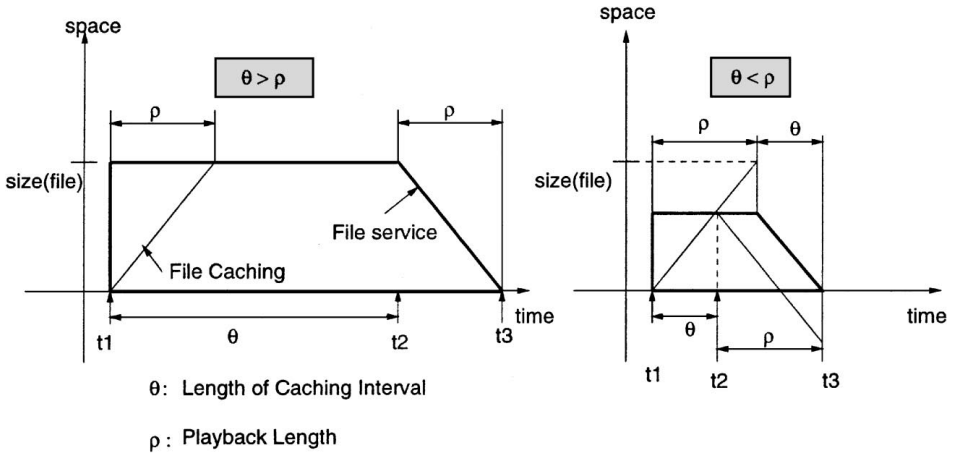 space
θ > ρ
ρ
ρ
size(file)
File service
File Caching
time
t1
θ
t2
t3
space
θ < ρ
ρ
θ
size(file)
time
θ
ρ
t1
t2
t3
θ: Length of Caching Interval
ρ: Playback Length